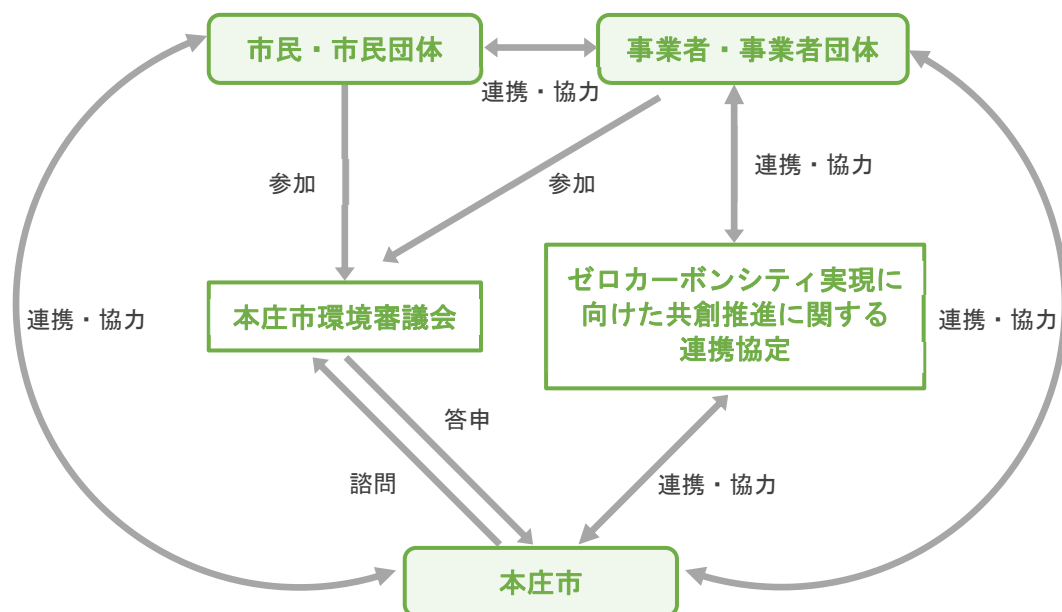 市民・市民団体
事業者・事業者団体
連携・協力
参加
参加
連携・協力
本庄市環境審議会
ゼロカーボンシティ実現に
向けた共創推進に関する
連携協定
連携・協力
連携・協力
答申
諮問
連携・協力
本庄市